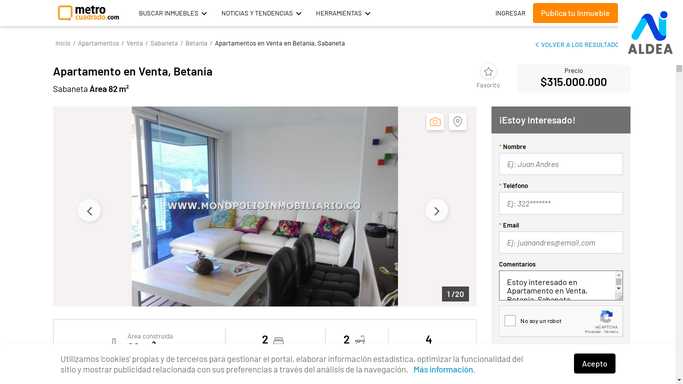 metro
cuadrado.com
BUSCAR INMUEBLES
NOTICIAS Y TENDENCIAS
HERRAMIENTAS
INGRESAR
Publica tu Inmueble
ALDEA
Inicio / Apartamentos / Venta / Sabaneta / Betania / Apartamentos en Venta en Betania, Sabaneta
VOLVER A LOS RESULTADO
Apartamento en Venta, Betania
Sabaneta Área 82 m²
Favorito
Precio
$315.000.000
WWW.MONOPOLIOINMOBILIARIO.CO
1 / 20
¡Estoy Interesado!
* Nombre
Ej: Juan Andres
* Teléfono
Ej: 322*******
* Email
Ej: juanandres@email.com
Comentarios
Estoy interesado en
Apartamento en Venta,
Betania, Sabaneta
No soy un robot
reCAPTCHA
Privacidad - Términos
Área construida
2
2
4
Utilizamos 'cookies' propias y de terceros para gestionar el portal, elaborar información estadística, optimizar la funcionalidad del
sitio y mostrar publicidad relacionada con sus preferencias a través del análisis de la navegación. Más información.
Acepto